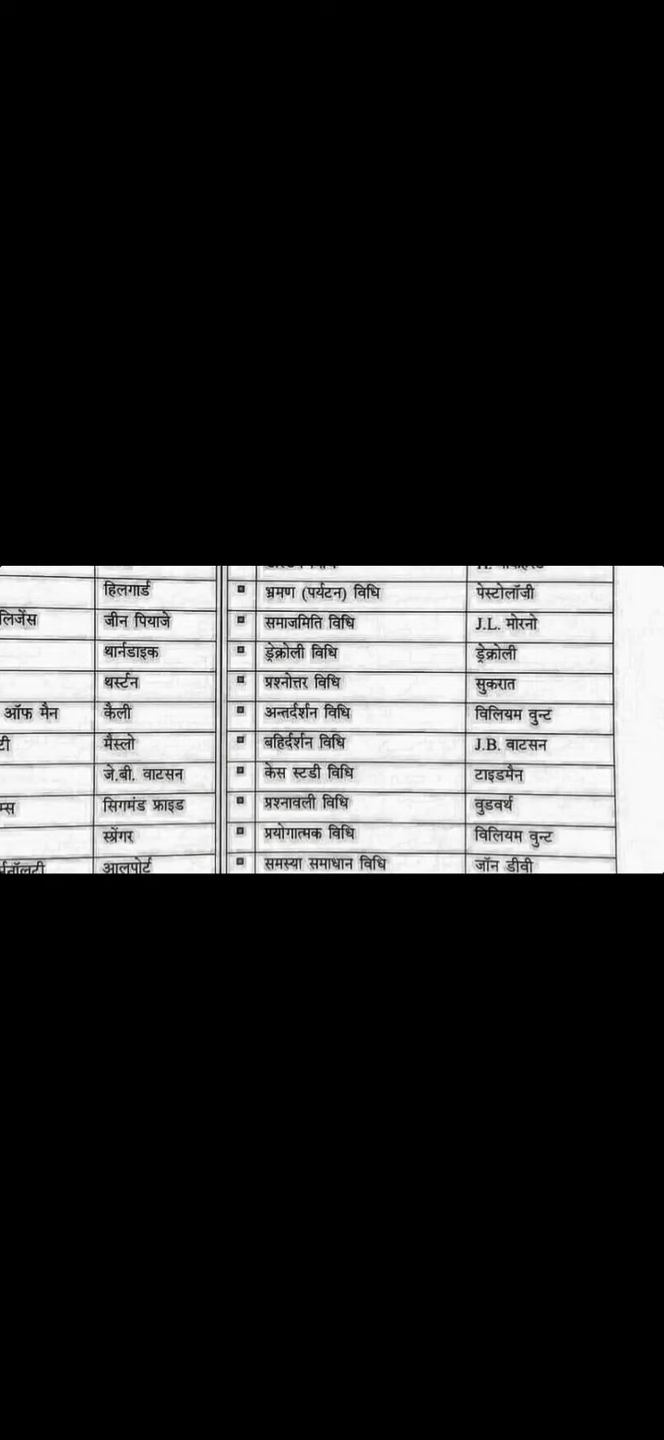 हिलगार्ड
लिजेंस जीन पियाजे
थार्नडाइक
थर्स्टन
ऑफ मैन कैली
टी मैस्लो
जे.बी. वाटसन
म्स सिगमंड फ्राइड
स्प्रेंगर
र्सनॉलटी आलपोर्ट
भ्रमण (पर्यटन) विधि पेस्टोलॉजी
समाजमिति विधि J.L. मोरनो
ड्रेक्रोली विधि ड्रेक्रोली
प्रश्नोत्तर विधि सुकरात
अन्तर्दर्शन विधि विलियम वुन्ट
बहिर्दर्शन विधि J.B. वाटसन
केस स्टडी विधि टाइडमैन
प्रश्नावली विधि वुडवर्थ
प्रयोगात्मक विधि विलियम वुन्ट
समस्या समाधान विधि जॉन डीवी